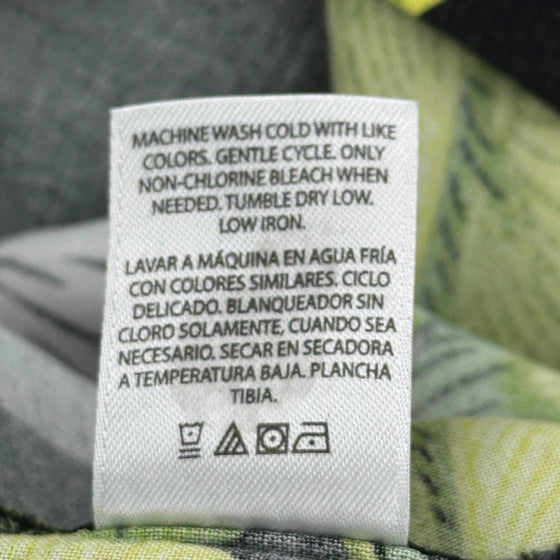 MACHINE WASH COLD WITH LIKE
COLORS. GENTLE CYCLE. ONLY
NON-CHLORINE BLEACH WHEN
NEEDED. TUMBLE DRY LOW.
LOW IRON.
LAVAR A MÁQUINA EN AGUA FRÍA
CON COLORES SIMILARES. CICLO
DELICADO. BLANQUEADOR SIN
CLORO SOLAMENTE, CUANDO SEA
NECESARIO. SECAR EN SECADORA
A TEMPERATURA BAJA. PLANCHA
TIBIA.